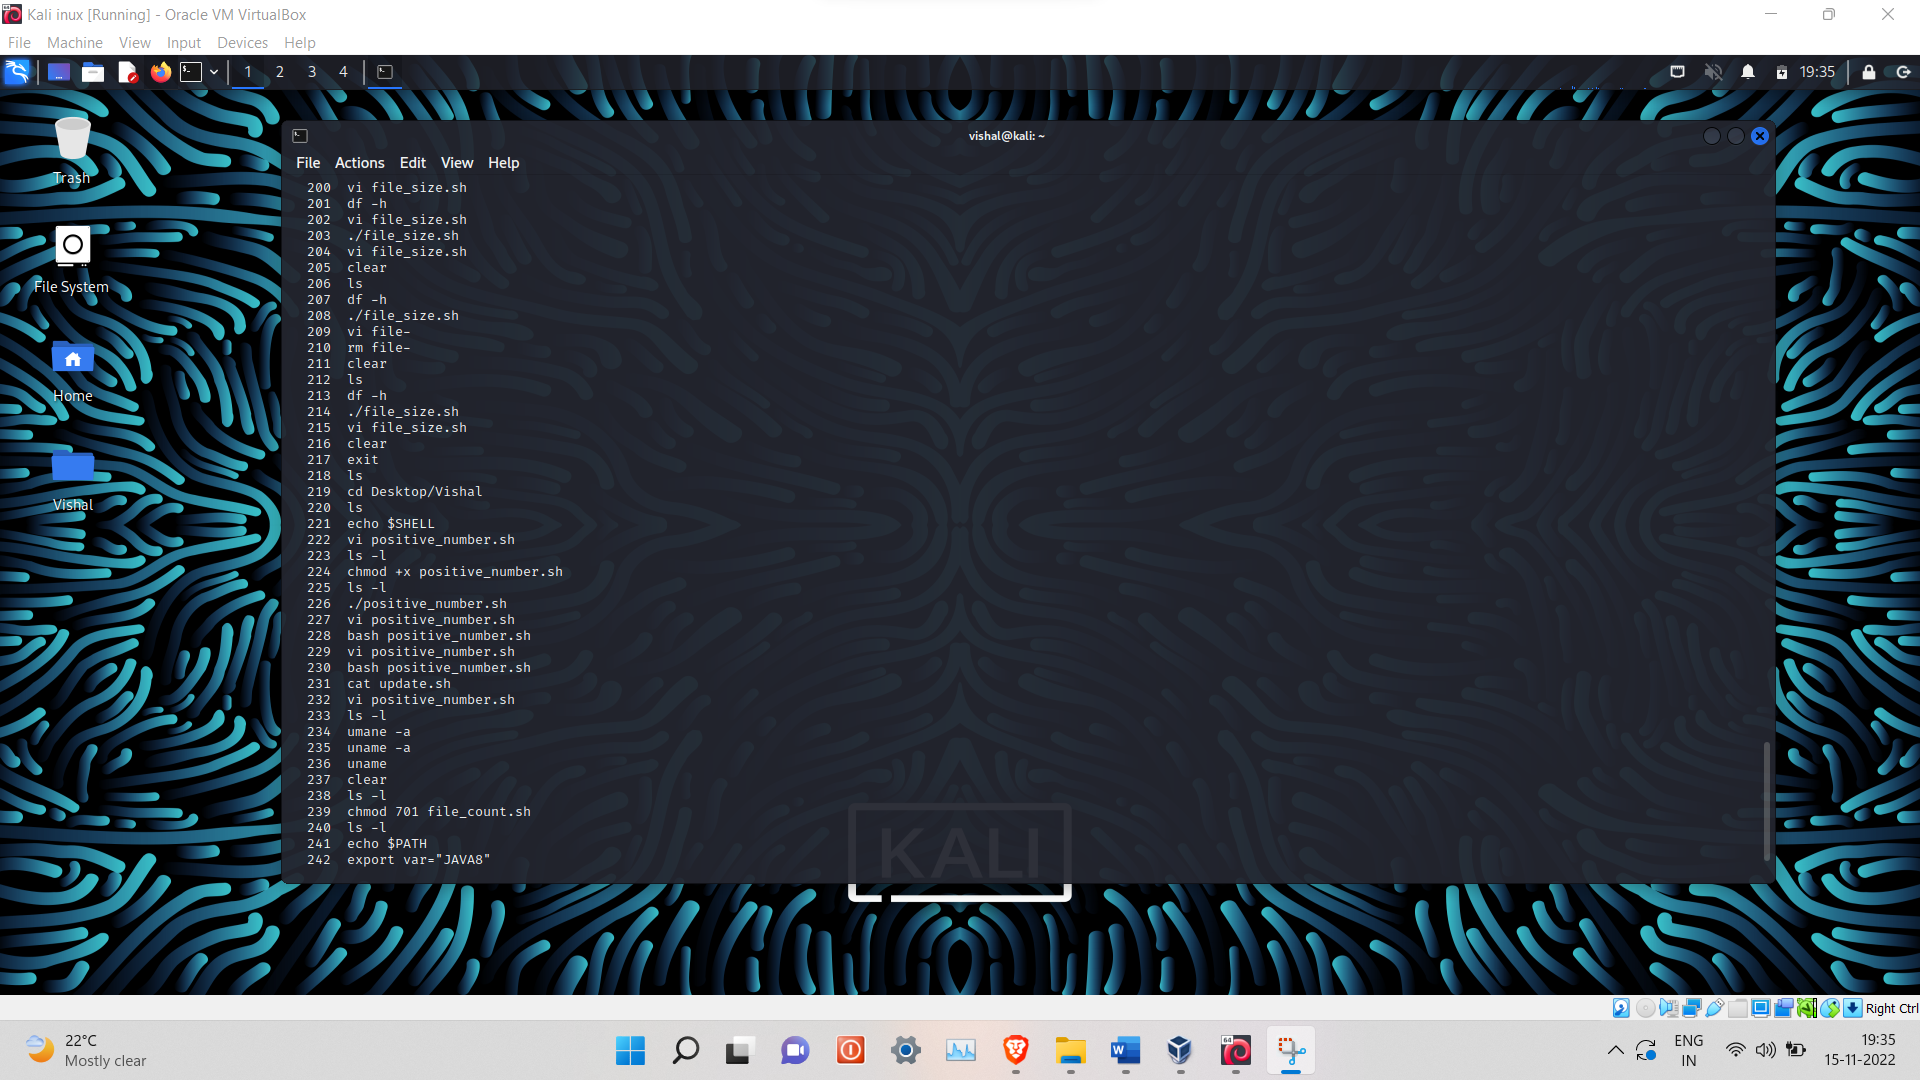 Kali inux [Running] - Oracle VM VirtualBox
File Machine View Input Devices Help
1 2 3 4 19:35
vishal@kali: ~
File Actions Edit View Help
Trash
File System
Home
Vishal
200 vi file_size.sh
201 df -h
202 vi file_size.sh
203 ./file_size.sh
204 vi file_size.sh
205 clear
206 ls
207 df -h
208 ./file_size.sh
209 vi file-
210 rm file-
211 clear
212 ls
213 df -h
214 ./file_size.sh
215 vi file_size.sh
216 clear
217 exit
218 ls
219 cd Desktop/Vishal
220 ls
221 echo $SHELL
222 vi positive_number.sh
223 ls -l
224 chmod +x positive_number.sh
225 ls -l
226 ./positive_number.sh
227 vi positive_number.sh
228 bash positive_number.sh
229 vi positive_number.sh
230 bash positive_number.sh
231 cat update.sh
232 vi positive_number.sh
233 ls -l
234 umane -a
235 uname -a
236 uname
237 clear
238 ls -l
239 chmod 701 file_count.sh
240 ls -l
241 echo $PATH
242 export var="JAVA8"
KALI
Right Ctrl
22°C
Mostly clear
64
W
ENG
IN
19:35
15-11-2022